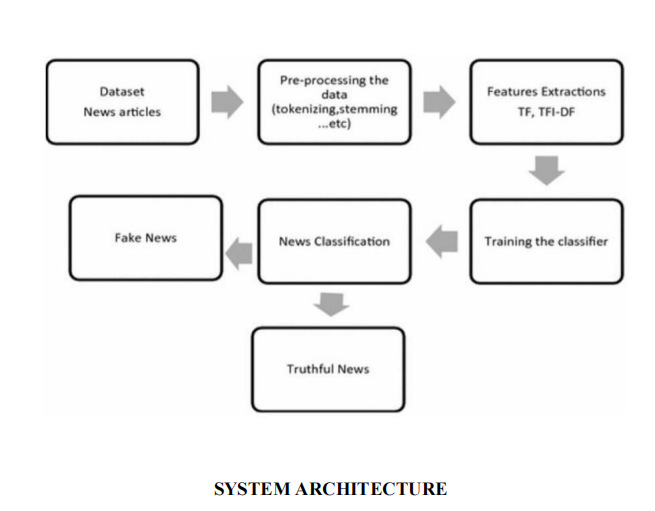 Dataset
News articles
Pre-processing the
data
(tokenizing,stemming
...etc)
Features Extractions
TF, TFI-DF
Fake News
News Classification
Training the classifier
Truthful News
SYSTEM ARCHITECTURE